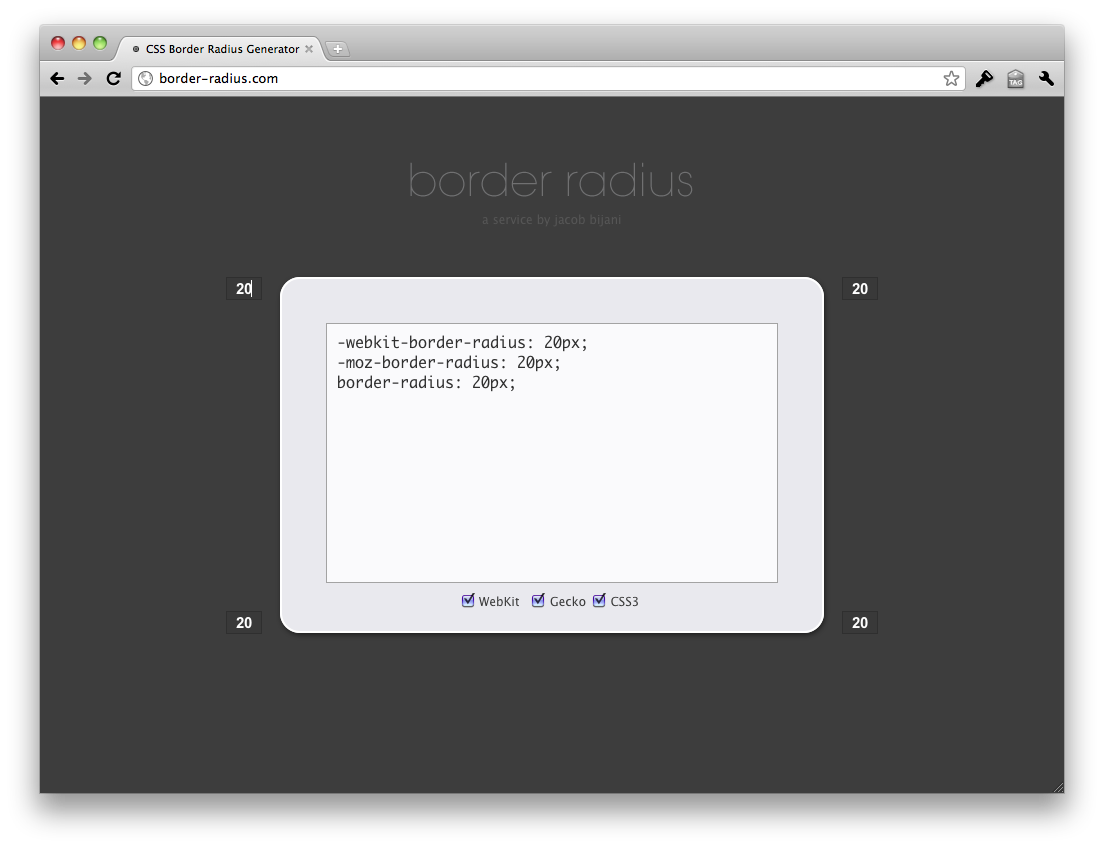 CSS Border Radius Generator
border-radius.com
TAG
border radius
a service by jacob bijani
20
20
-webkit-border-radius: 20px;
-moz-border-radius: 20px;
border-radius: 20px;
WebKit Gecko CSS3
20
20